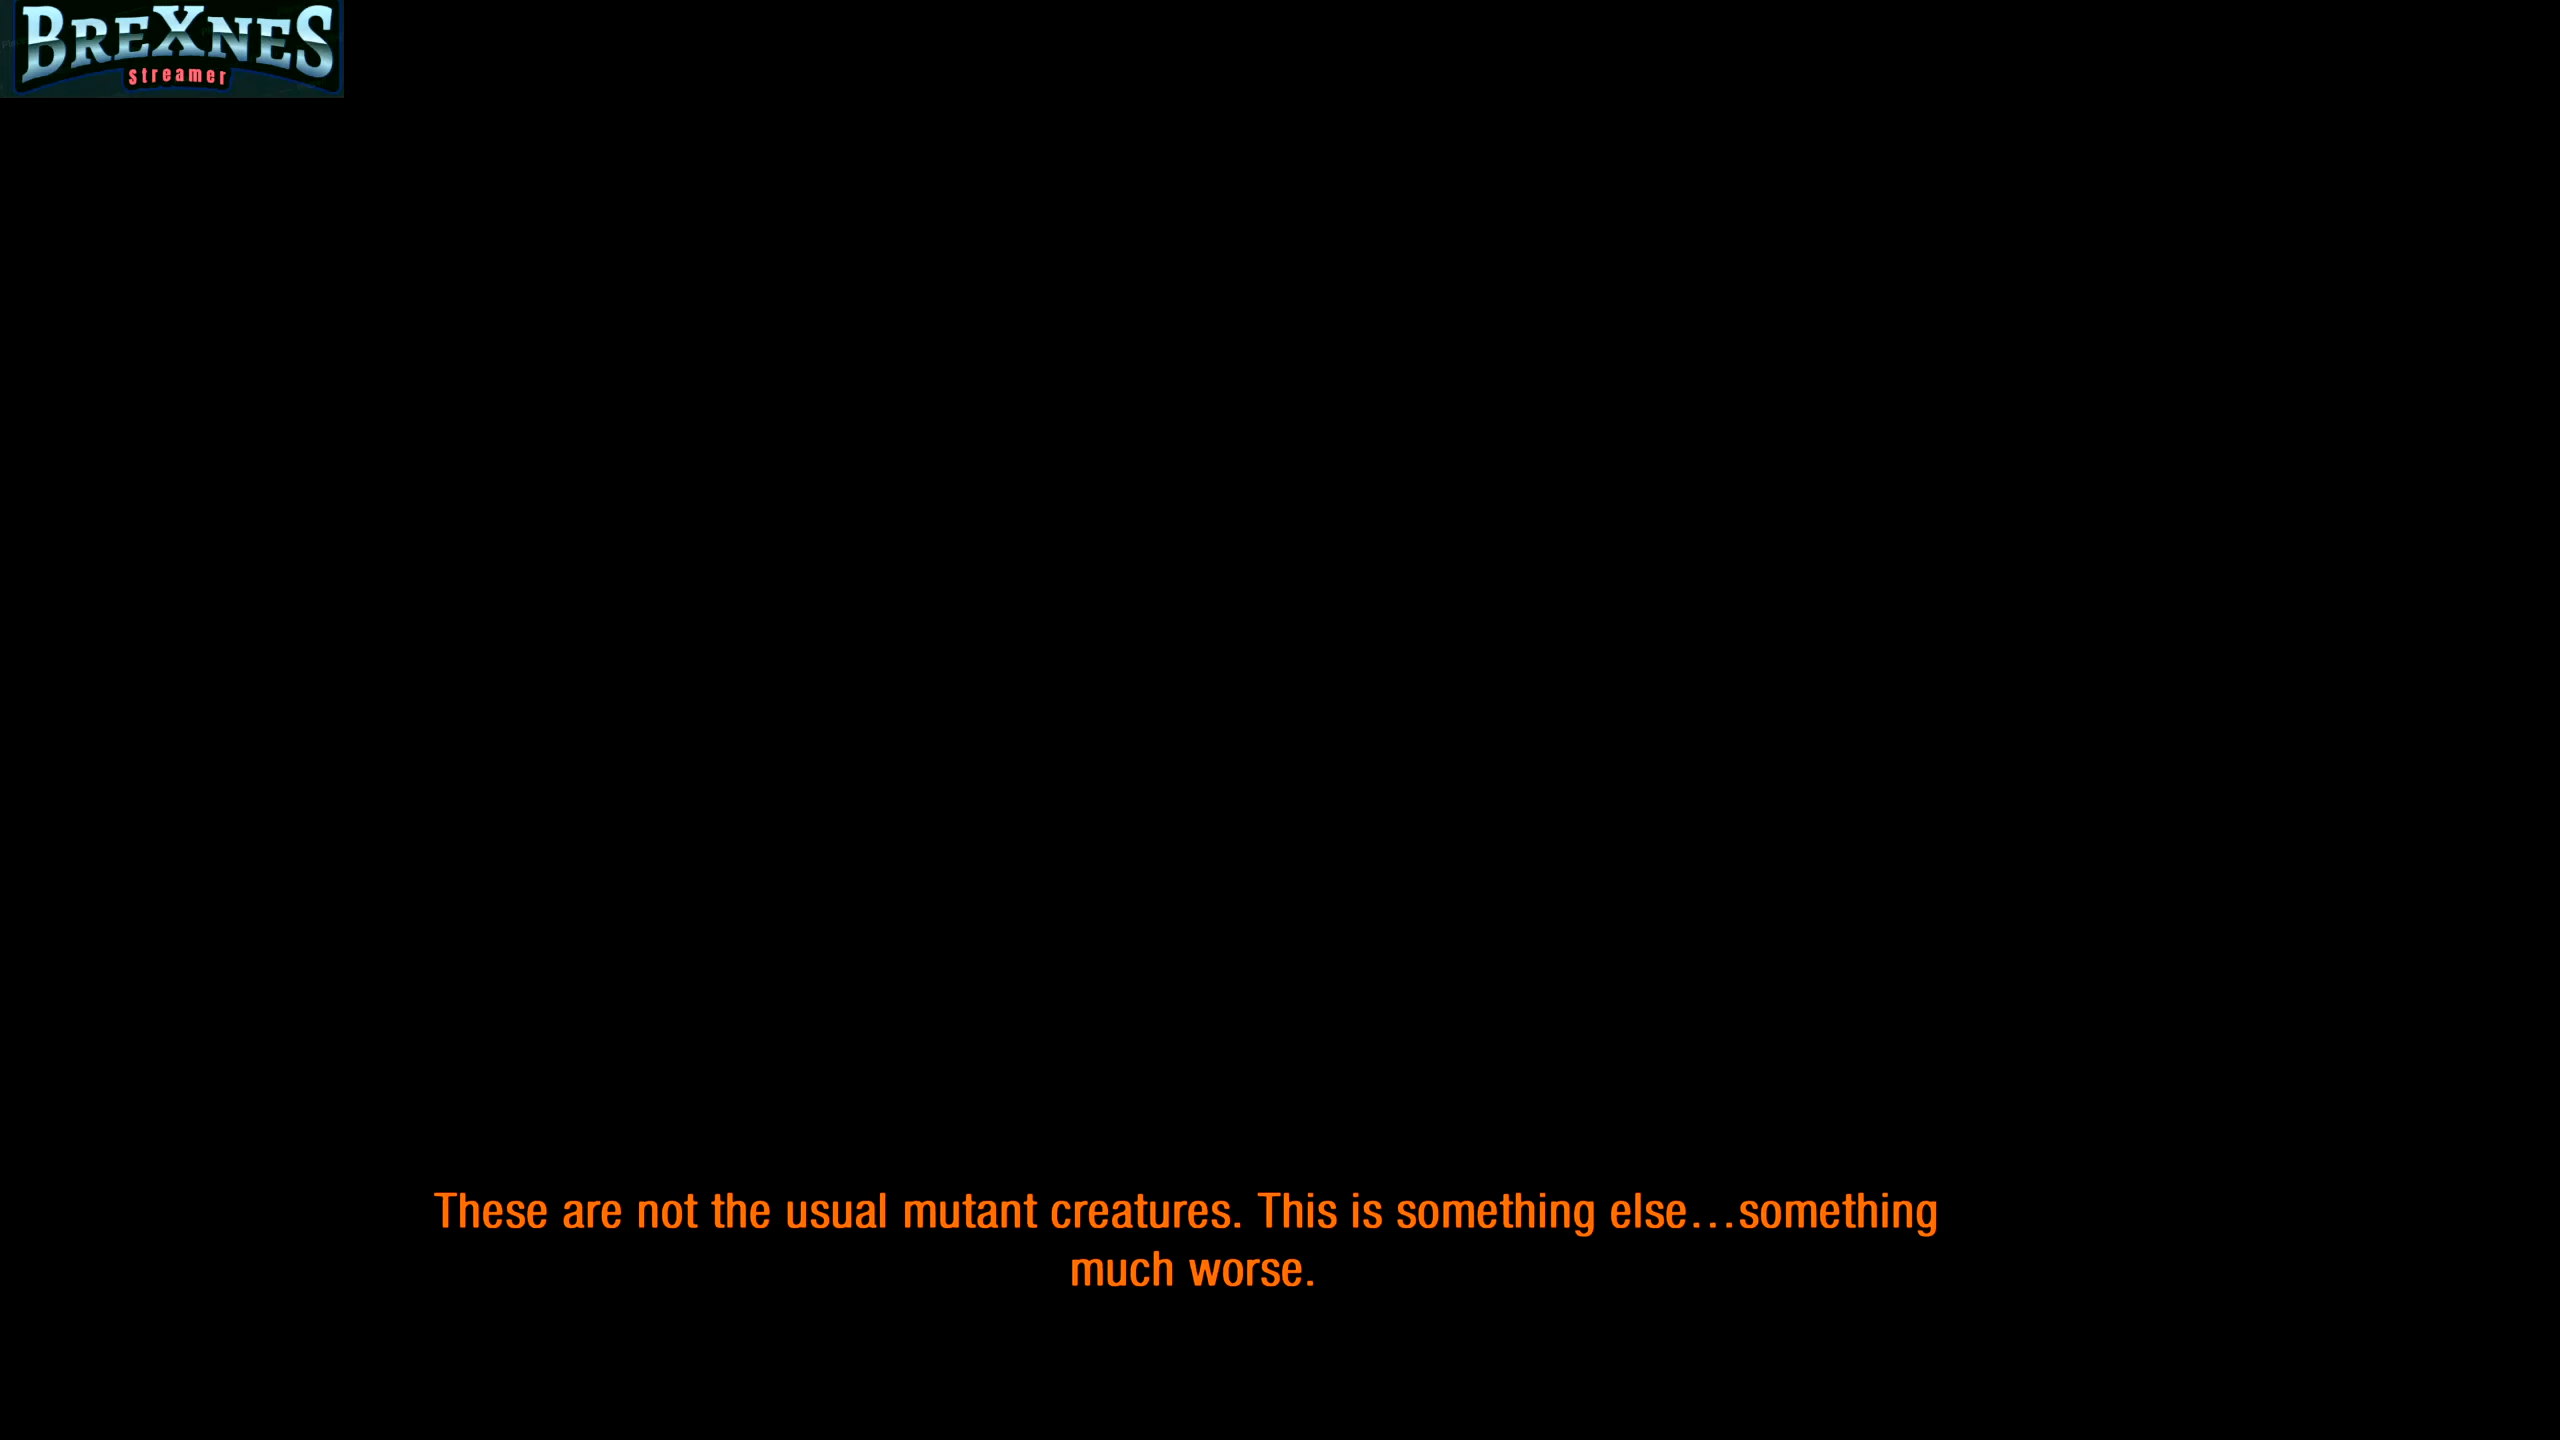 BREXNES
streamer
These are not the usual mutant creatures. This is something else...something
much worse.